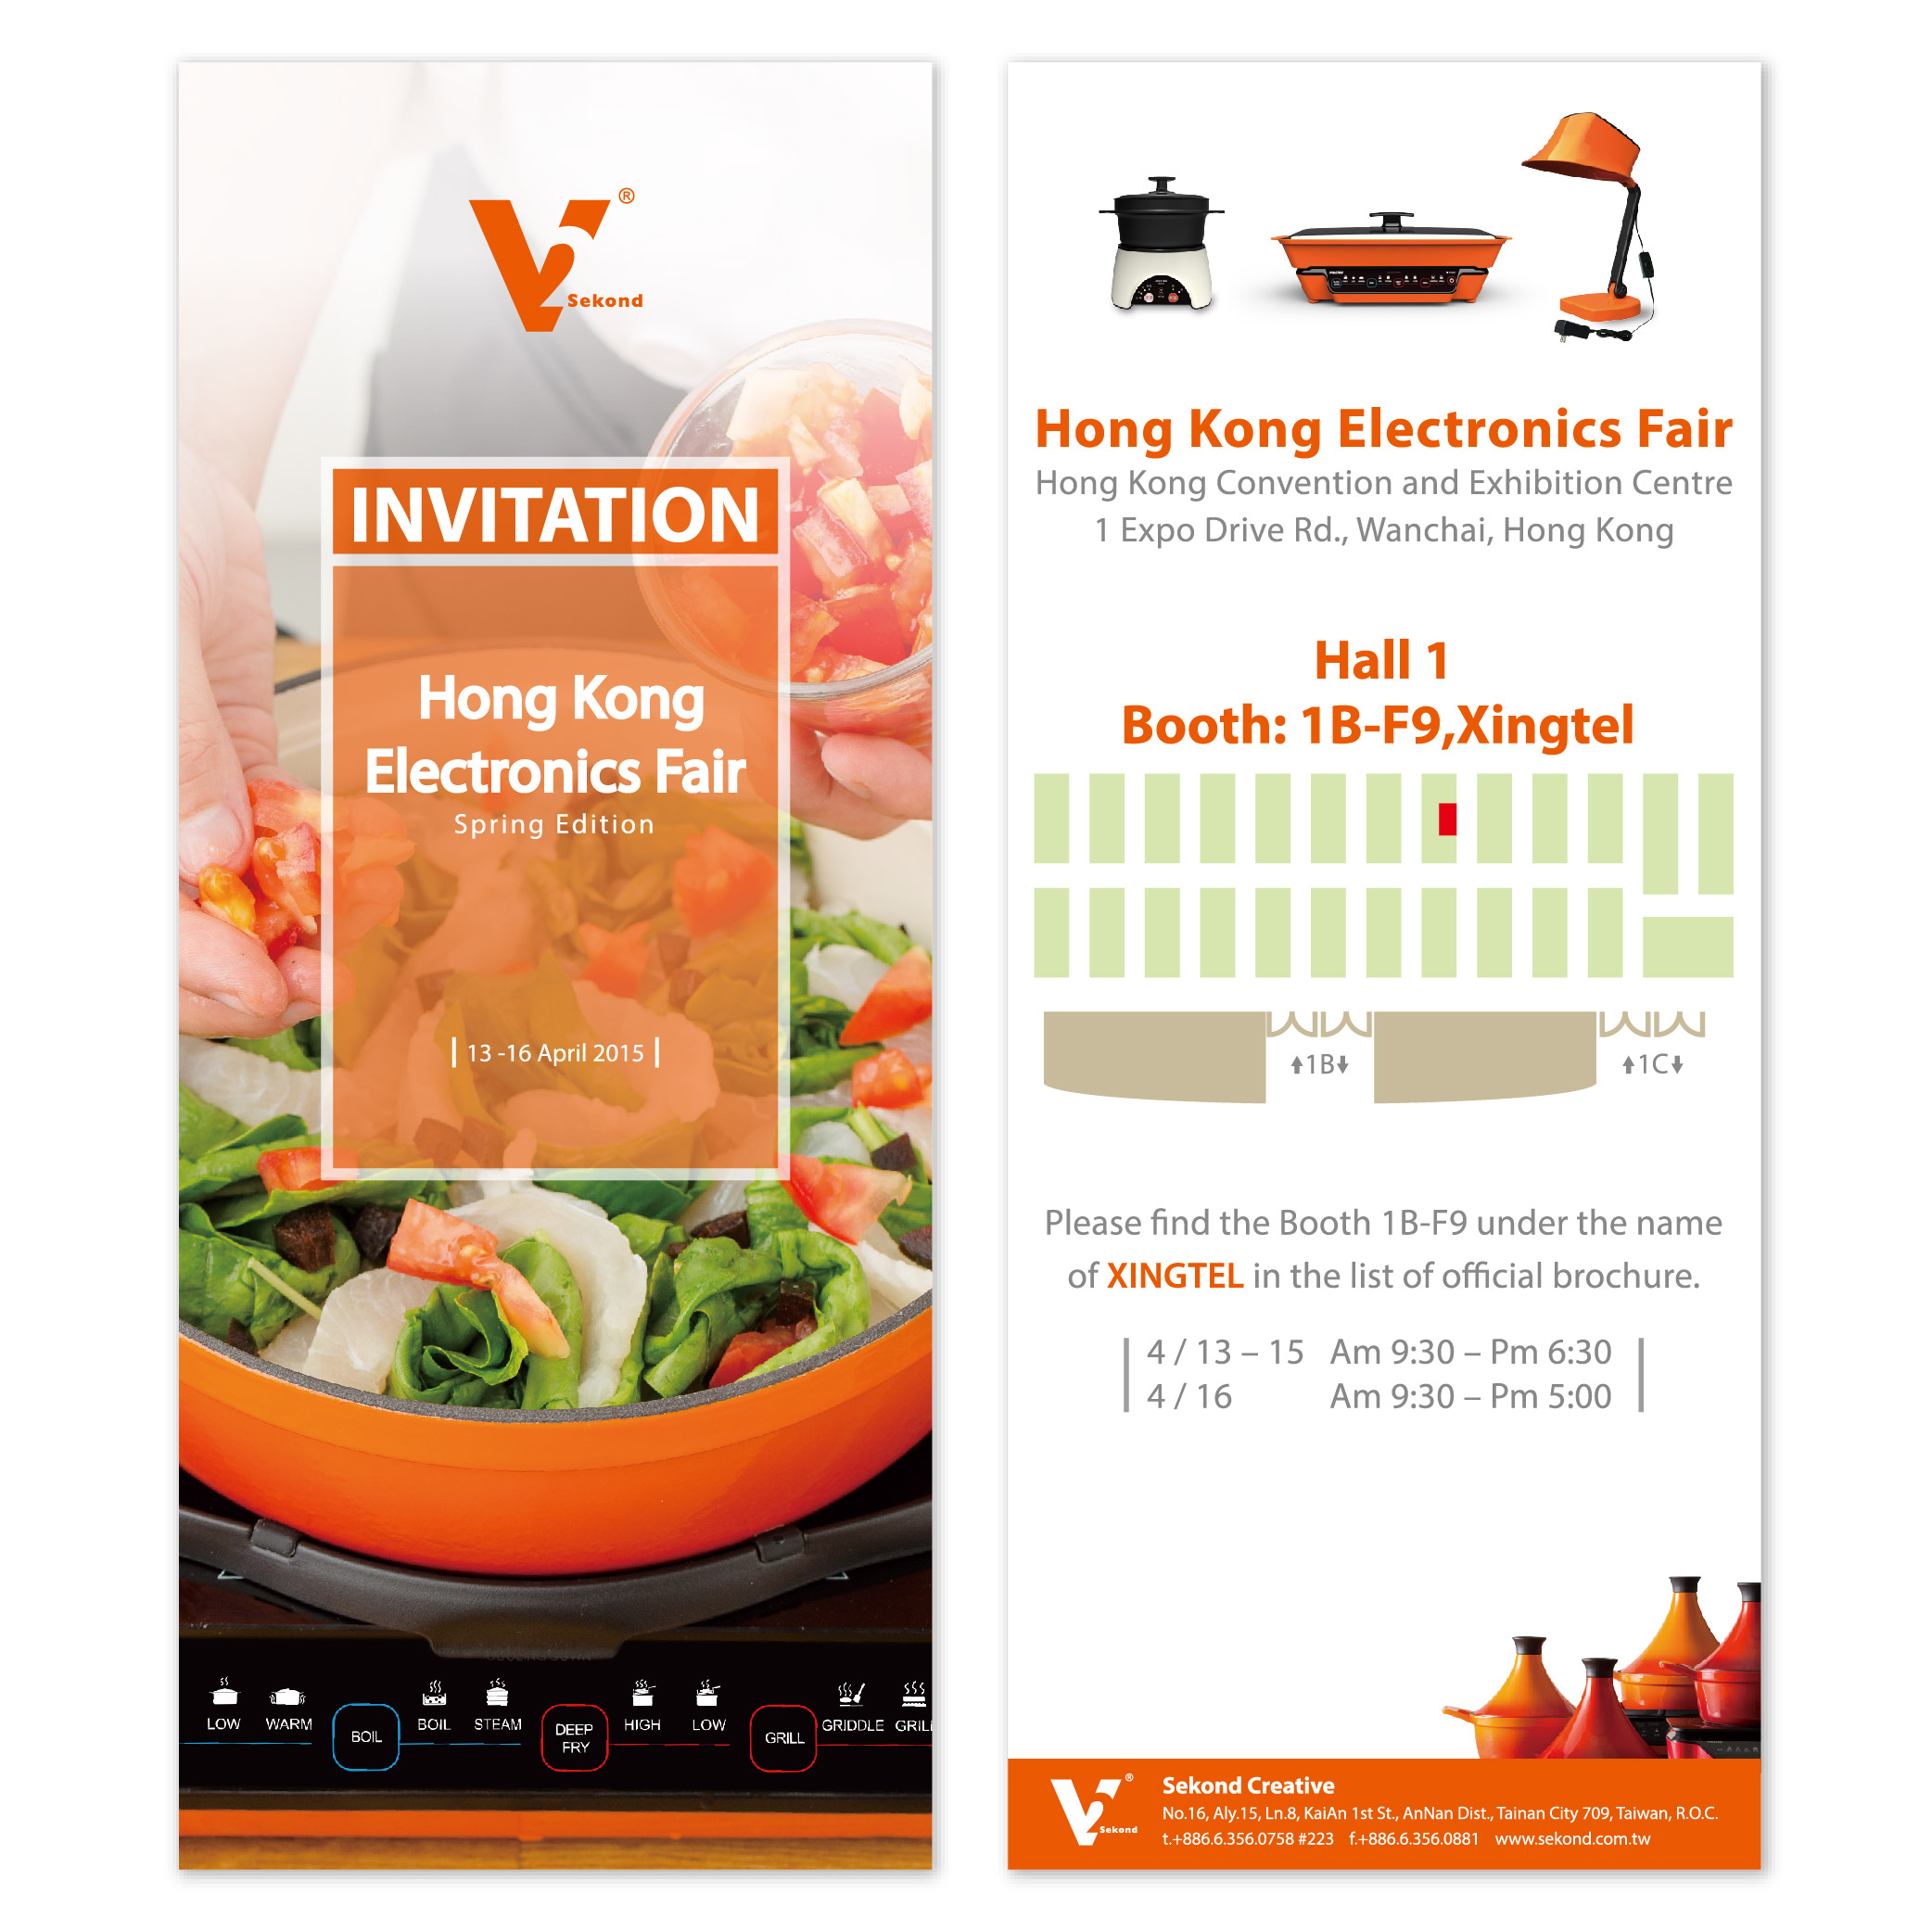 ®
V2
Sekond
INVITATION
Hong Kong
Electronics Fair
Spring Edition
13 -16 April 2015
LOW WARM BOIL BOIL STEAM DEEP FRY HIGH LOW GRILL GRIDDLE GRILL
Hong Kong Electronics Fair
Hong Kong Convention and Exhibition Centre
1 Expo Drive Rd., Wanchai, Hong Kong
Hall 1
Booth: 1B-F9,Xingtel
1B 1C
Please find the Booth 1B-F9 under the name
of XINGTEL in the list of official brochure.
4 / 13 – 15 Am 9:30 – Pm 6:30
4 / 16 Am 9:30 – Pm 5:00
V2 ®
Sekond
Sekond Creative
No.16, Aly.15, Ln.8, KaiAn 1st St., AnNan Dist., Tainan City 709, Taiwan, R.O.C.
t.+886.6.356.0758 #223 f.+886.6.356.0881 www.sekond.com.tw